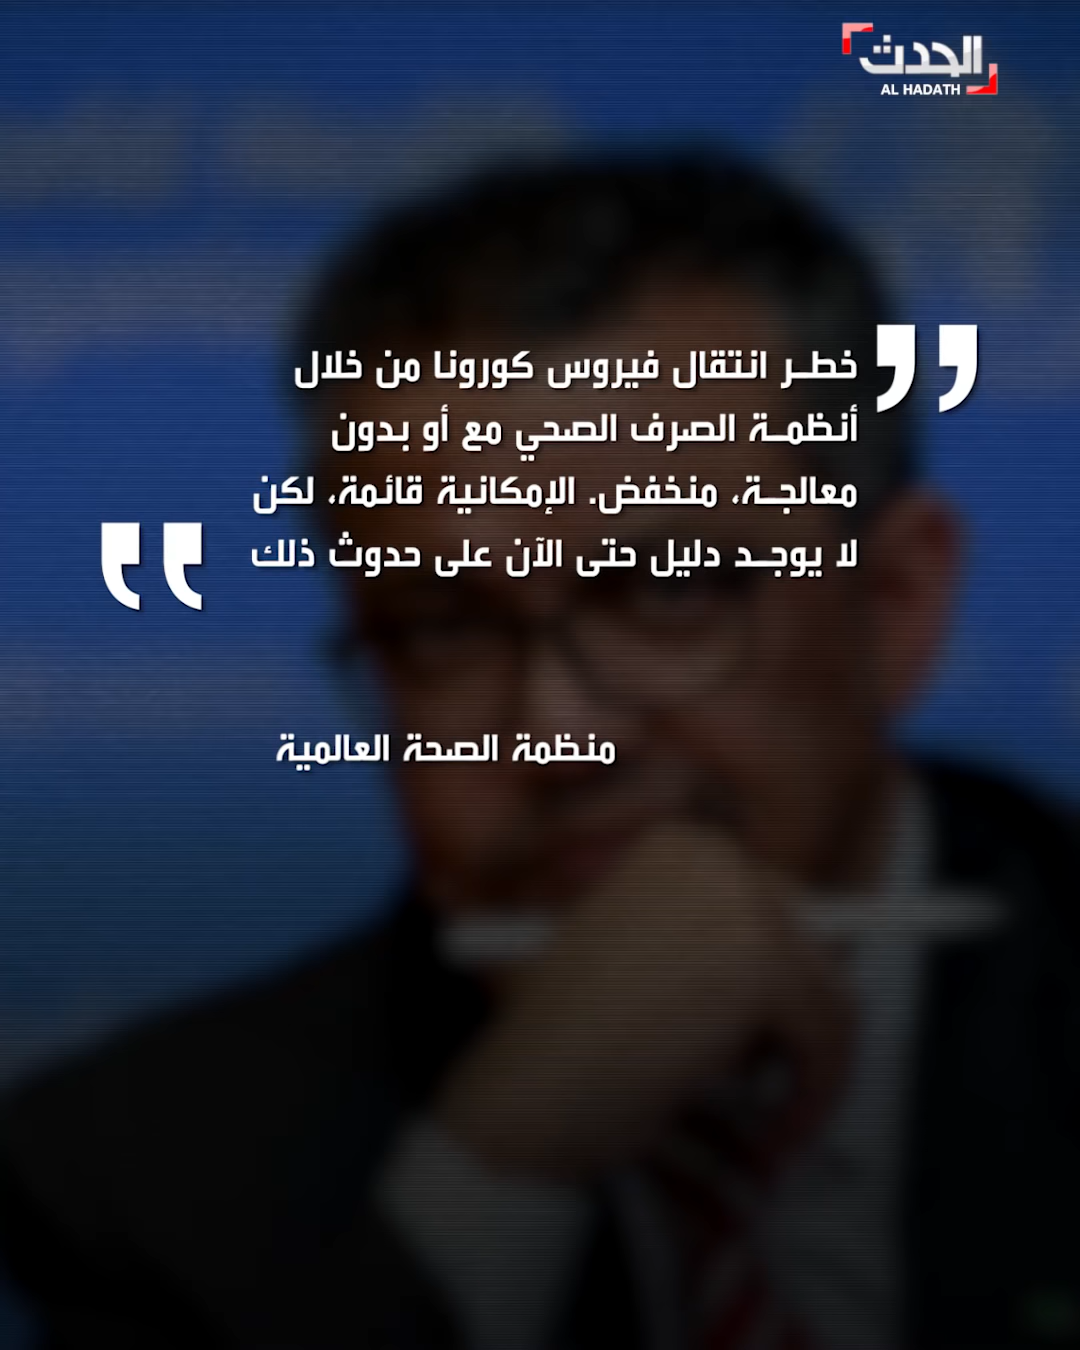 الحدث
AL HADATH
”
خطـر انتقال فيروس كورونا من خلال
أنظمـة الصرف الصحي مع أو بدون
معالجـة، منخفض. الإمكانية قائمة، لكن
لا يوجـد دليل حتى الآن على حدوث ذلك
“
منظمة الصحة العالمية